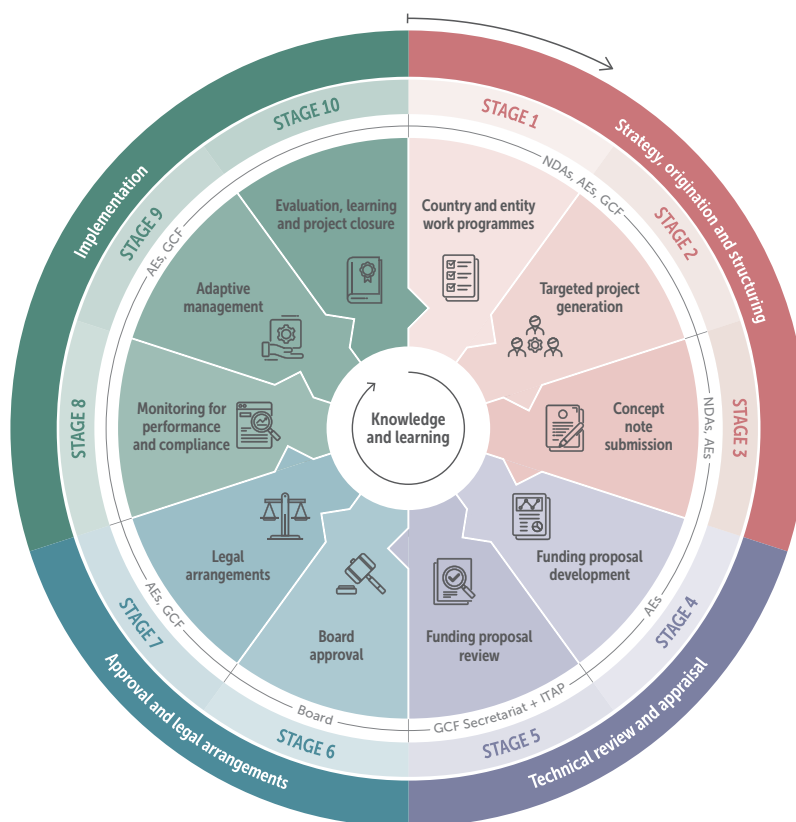 Strategy, origination and structuring
STAGE 1
NDAs, AEs, GCF
Country and entity
work programmes
STAGE 2
Targeted project
generation
STAGE 3
NDAs, AEs
Concept
note
submission
Technical review and appraisal
STAGE 4
AEs
Funding proposal
development
STAGE 5
GCF Secretariat + ITAP
Funding proposal
review
Approval and legal arrangements
STAGE 6
Board
Board
approval
STAGE 7
AEs, GCF
Legal
arrangements
Implementation
STAGE 8
Monitoring for
performance
and compliance
STAGE 9
AEs, GCF
Adaptive
management
STAGE 10
Evaluation, learning
and project closure
Knowledge
and learning